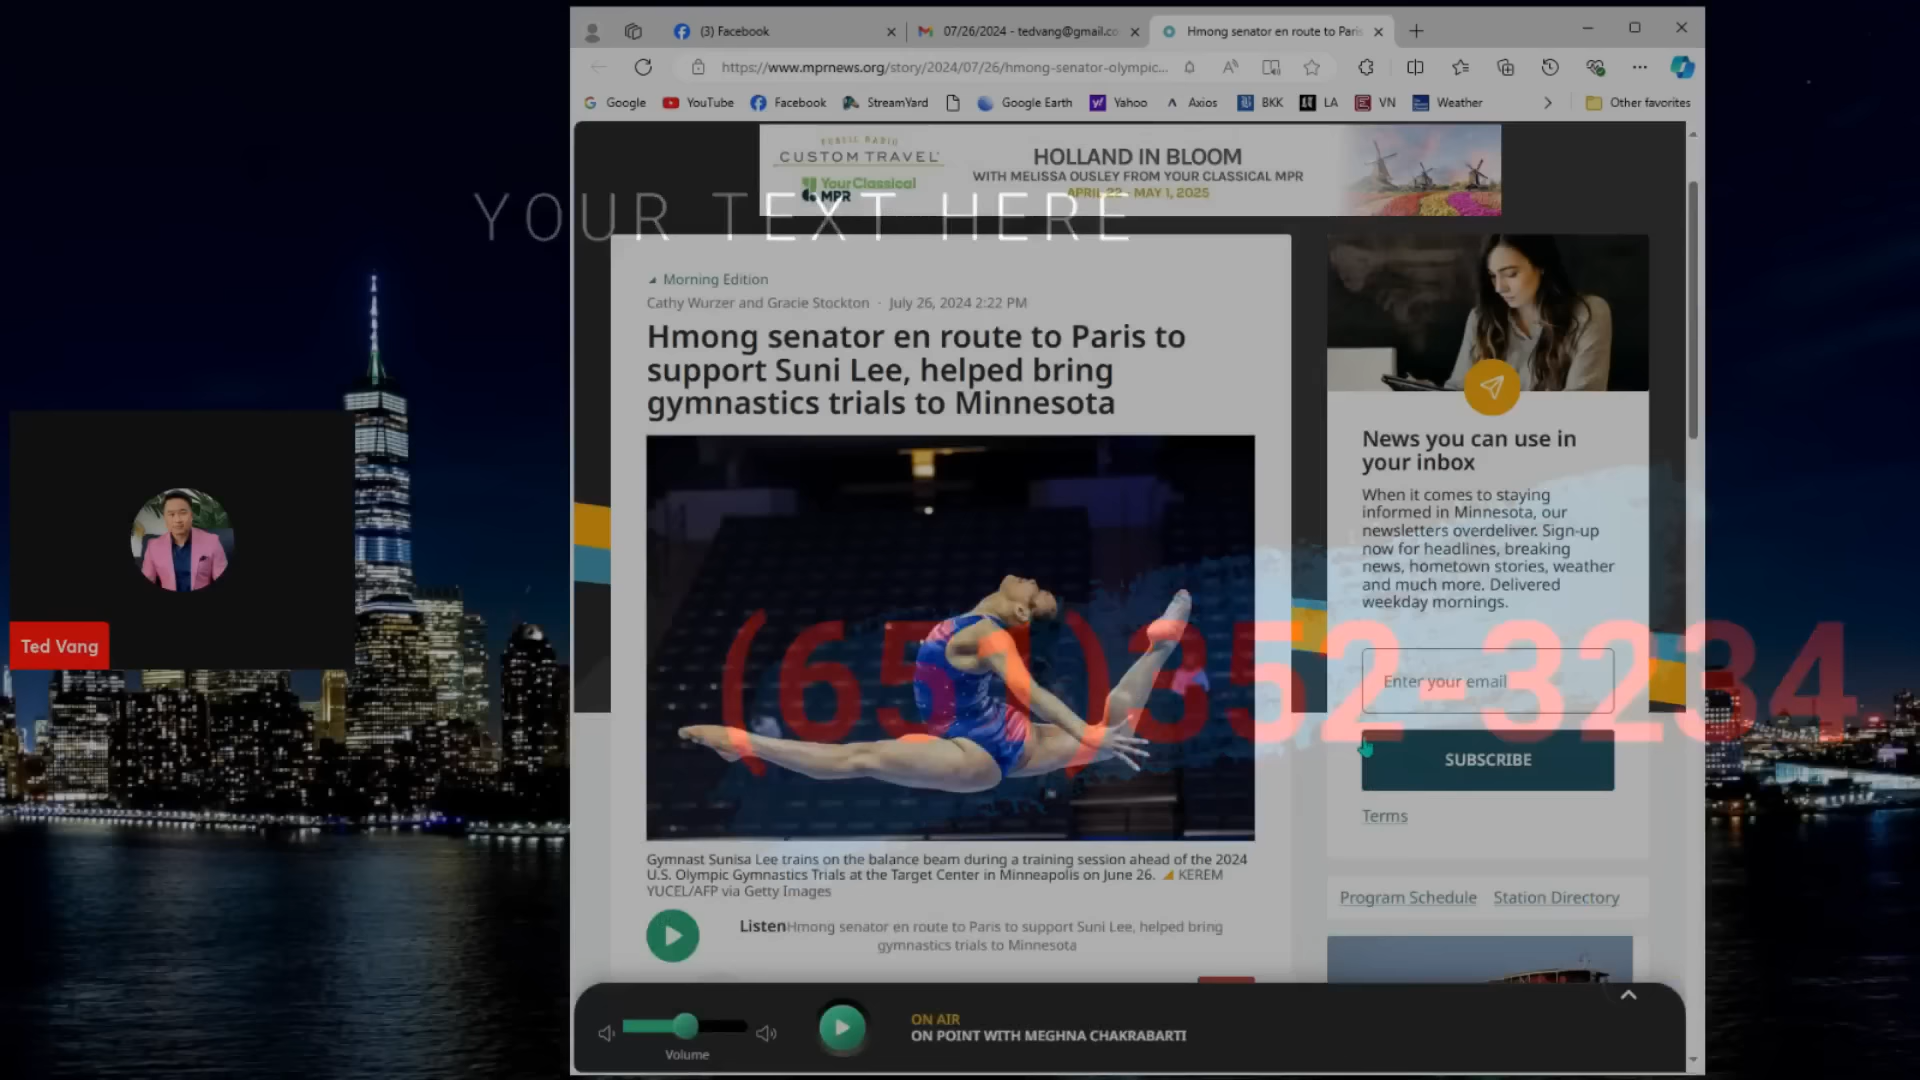 (3) Facebook
07/26/2024 - tedvang@gmail.co
Hmong senator en route to Paris
https://www.mprnews.org/story/2024/07/26/hmong-senator-olympic...
Google YouTube Facebook StreamYard Google Earth Yahoo Axios BKK LA VN Weather Other favorites
PUBLIC RADIO
CUSTOM TRAVEL
YourClassical
MPR
HOLLAND IN BLOOM
WITH MELISSA OUSLEY FROM YOUR CLASSICAL MPR
APRIL 22 - MAY 1, 2025
YOUR TEXT HERE
Morning Edition
Cathy Wurzer and Gracie Stockton · July 26, 2024 2:22 PM
Hmong senator en route to Paris to
support Suni Lee, helped bring
gymnastics trials to Minnesota
Gymnast Sunisa Lee trains on the balance beam during a training session ahead of the 2024
U.S. Olympic Gymnastics Trials at the Target Center in Minneapolis on June 26. KEREM
YUCEL/AFP via Getty Images
Listen Hmong senator en route to Paris to support Suni Lee, helped bring
gymnastics trials to Minnesota
News you can use in
your inbox
When it comes to staying
informed in Minnesota, our
newsletters overdeliver. Sign-up
now for headlines, breaking
news, hometown stories, weather
and much more. Delivered
weekday mornings.
Enter your email
SUBSCRIBE
Terms
Program Schedule Station Directory
(651)352-3234
Ted Vang
Volume
ON AIR
ON POINT WITH MEGHNA CHAKRABARTI